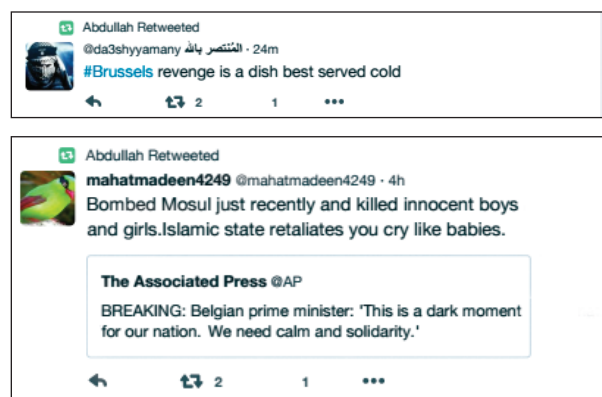 Abdullah Retweeted
@da3shyyamany المُنتصر بالله · 24m
#Brussels revenge is a dish best served cold
2 1
Abdullah Retweeted
mahatmadeen4249 @mahatmadeen4249 · 4h
Bombed Mosul just recently and killed innocent boys
and girls.Islamic state retaliates you cry like babies.
The Associated Press @AP
BREAKING: Belgian prime minister: 'This is a dark moment
for our nation. We need calm and solidarity.'
2 1